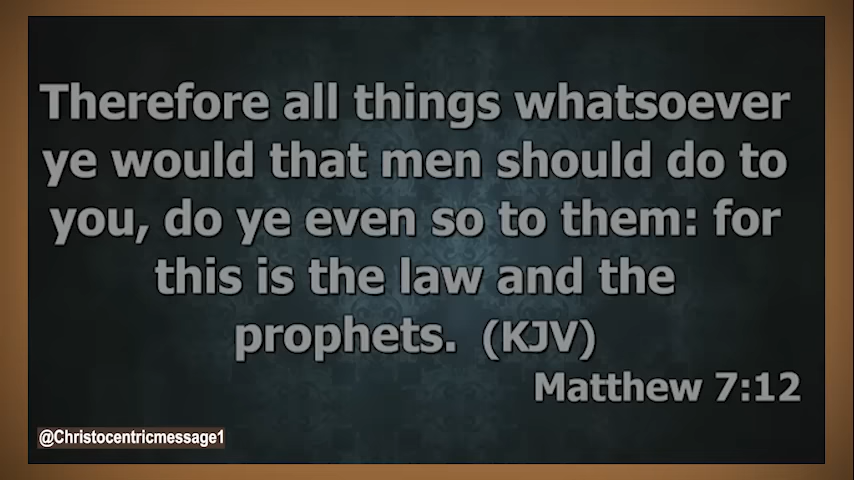 Therefore all things whatsoever
ye would that men should do to
you, do ye even so to them: for
this is the law and the
prophets. (KJV)
Matthew 7:12
@Christocentricmessage1